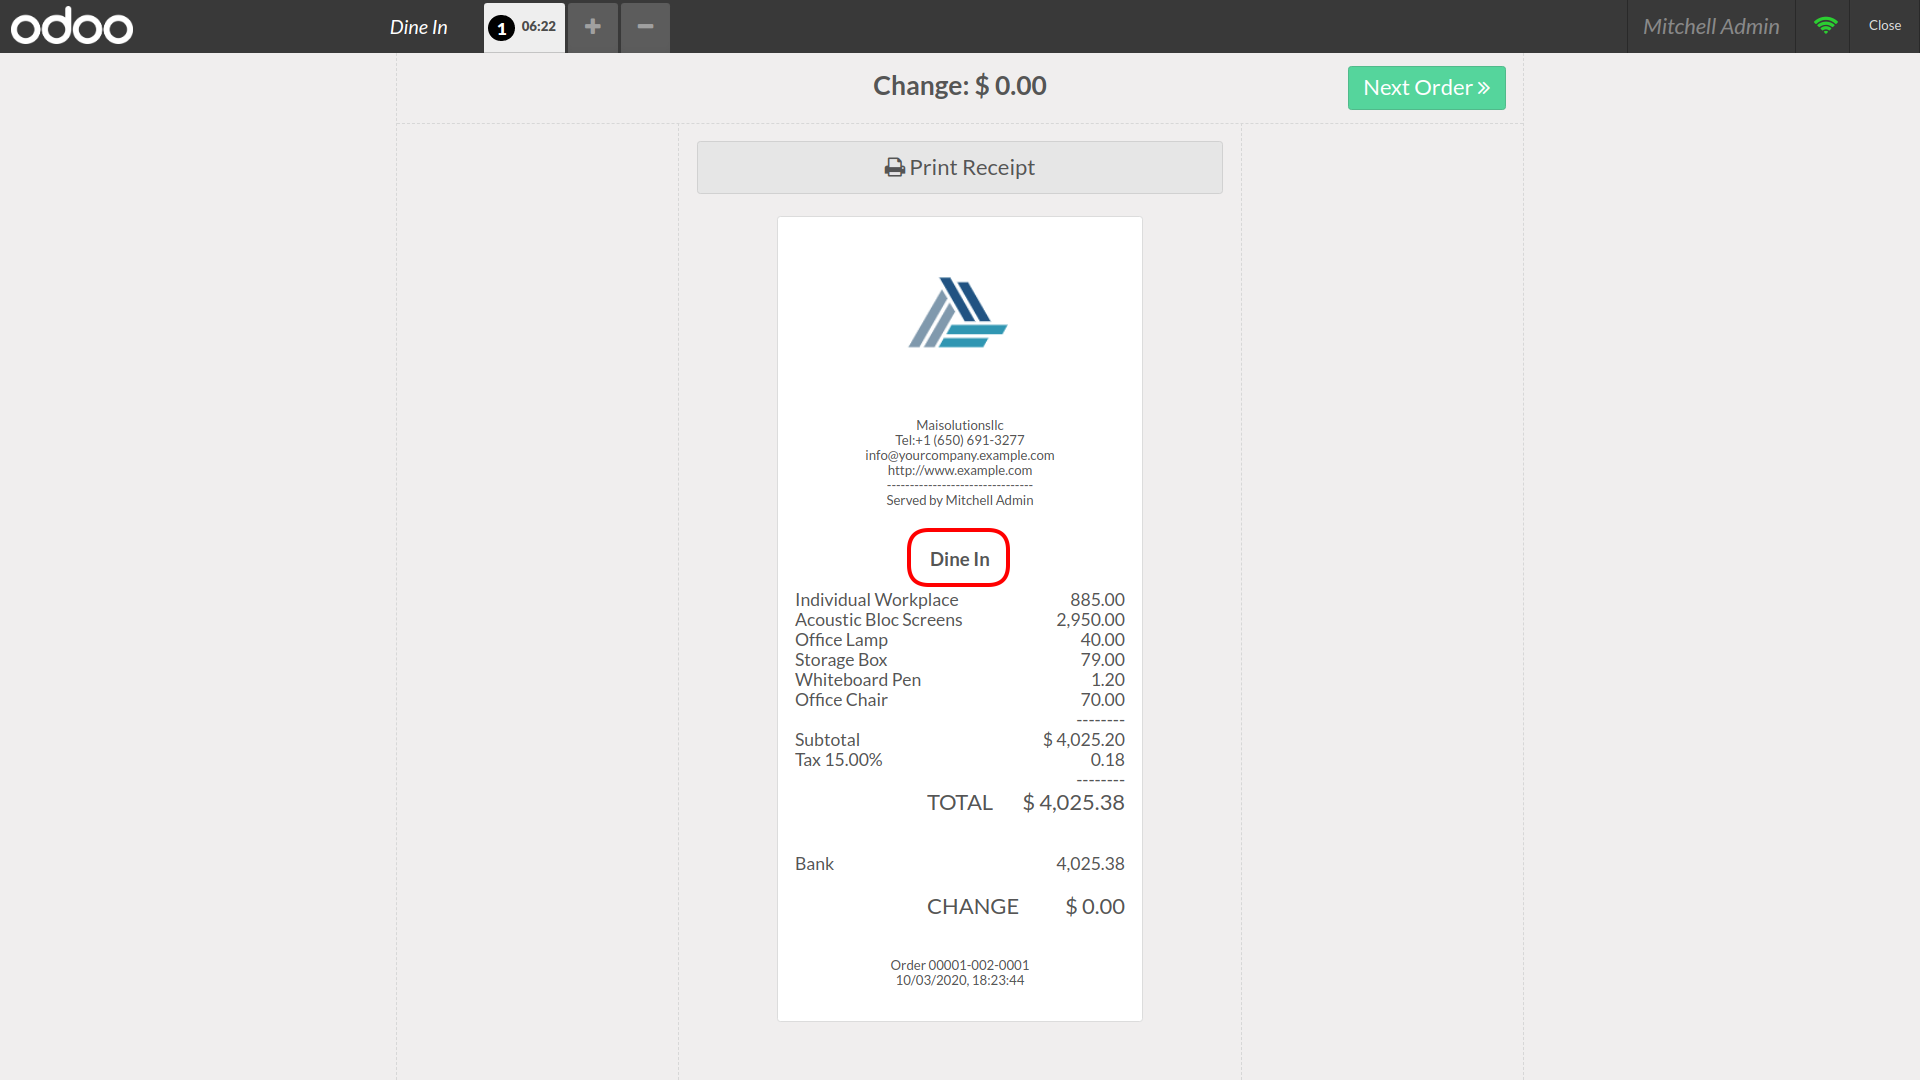 odoo Dine In 1 06:22 + − Mitchell Admin Close
Change: $ 0.00 Next Order »
Print Receipt
Maisolutionsllc
Tel:+1 (650) 691-3277
info@yourcompany.example.com
http://www.example.com
--------------------------------
Served by Mitchell Admin
Dine In
Individual Workplace 885.00
Acoustic Bloc Screens 2,950.00
Office Lamp 40.00
Storage Box 79.00
Whiteboard Pen 1.20
Office Chair 70.00
--------
Subtotal $ 4,025.20
Tax 15.00% 0.18
--------
TOTAL $ 4,025.38
Bank 4,025.38
CHANGE $ 0.00
Order 00001-002-0001
10/03/2020, 18:23:44